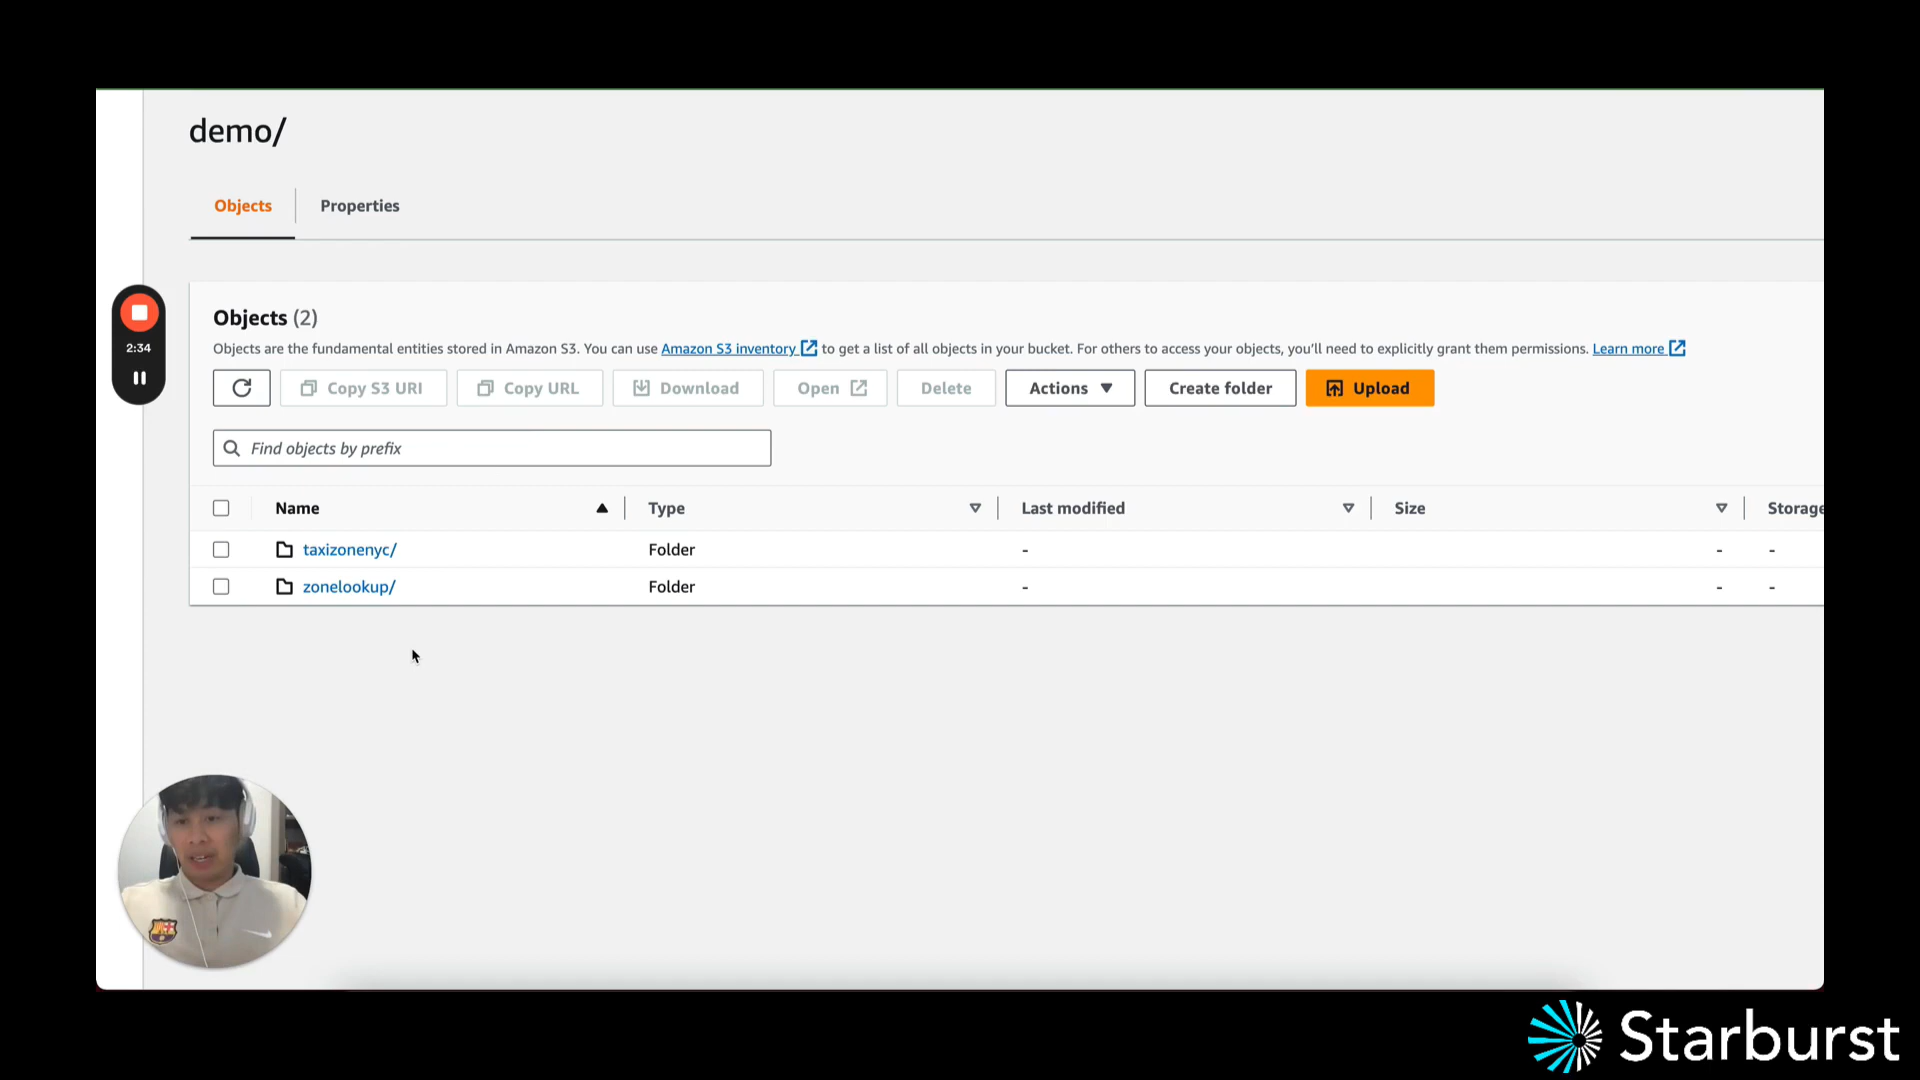 demo/
Objects
Properties
Objects (2)
Objects are the fundamental entities stored in Amazon S3. You can use Amazon S3 inventory to get a list of all objects in your bucket. For others to access your objects, you'll need to explicitly grant them permissions. Learn more
Copy S3 URI
Copy URL
Download
Open
Delete
Actions
Create folder
Upload
2:34
Find objects by prefix
Name
Type
Last modified
Size
Storage
taxizonenyc/
Folder
-
-
-
zonelookup/
Folder
-
-
-
Starburst